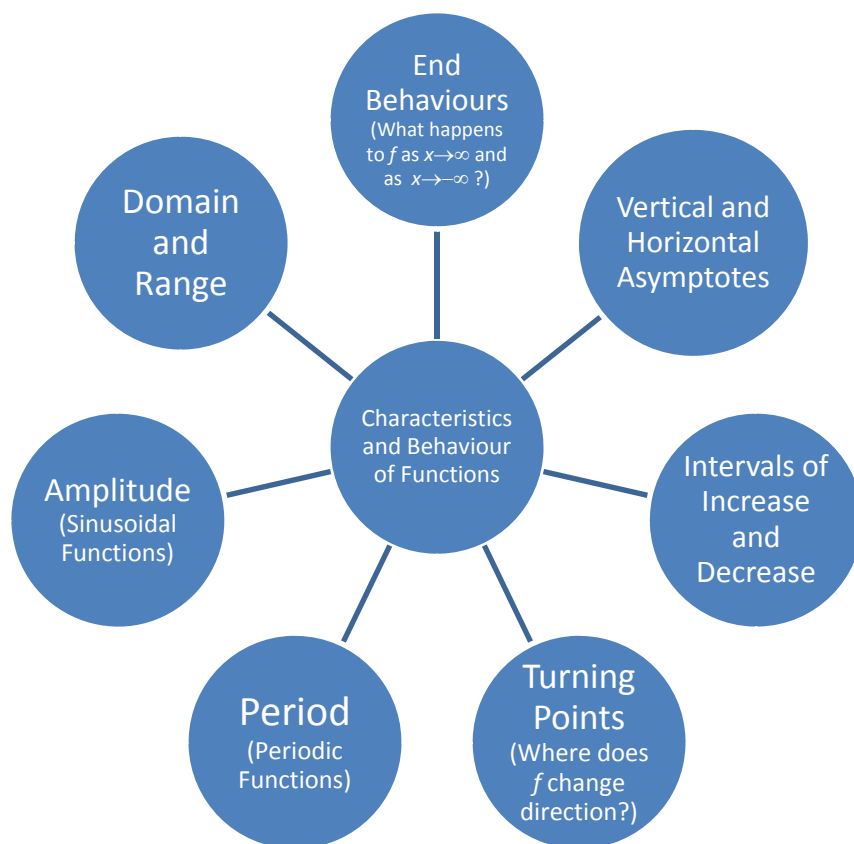 End
Behaviours
(What happens
to f as x→∞ and
as x→−∞ ?)
Domain
and
Range
Vertical and
Horizontal
Asymptotes
Characteristics
and Behaviour
of Functions
Amplitude
(Sinusoidal
Functions)
Intervals of
Increase
and
Decrease
Period
(Periodic
Functions)
Turning
Points
(Where does
f change
direction?)